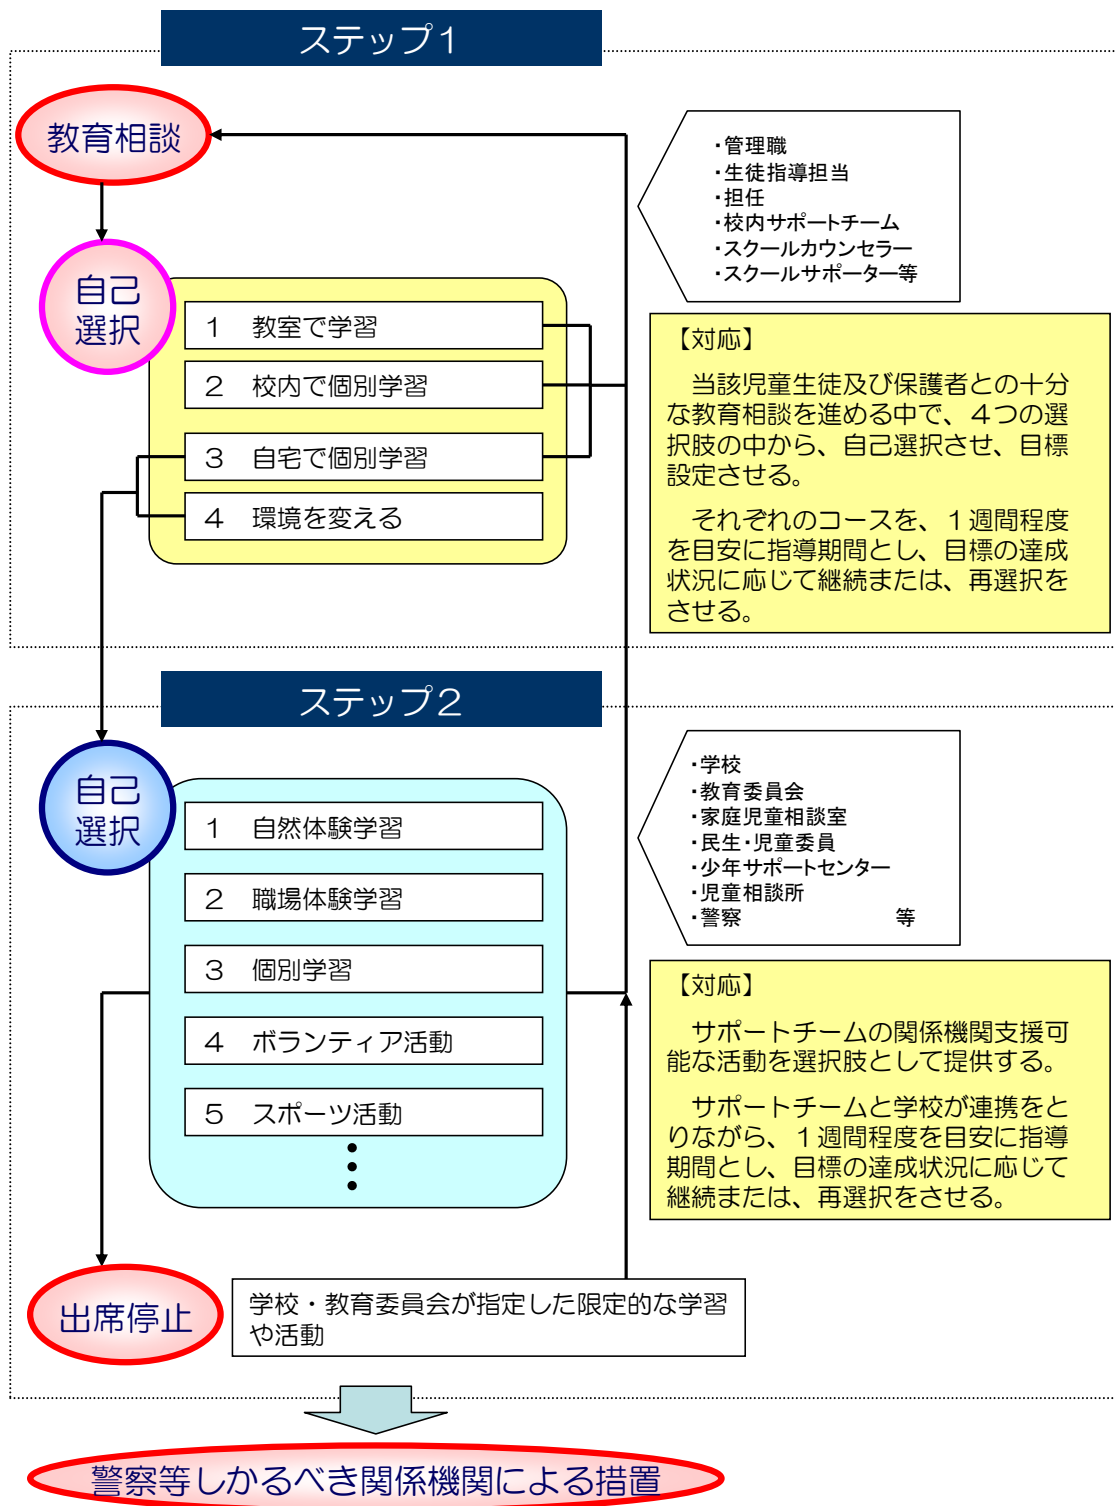 ステップ１
教育相談
・管理職
・生徒指導担当
・担任
・校内サポートチーム
・スクールカウンセラー
・スクールサポーター等
自己
選択
１　教室で学習
２　校内で個別学習
３　自宅で個別学習
４　環境を変える
【対応】
　当該児童生徒及び保護者との十分
な教育相談を進める中で、４つの選
択肢の中から、自己選択させ、目標
設定させる。
　それぞれのコースを、１週間程度
を目安に指導期間とし、目標の達成
状況に応じて継続または、再選択を
させる。
ステップ２
自己
選択
１　自然体験学習
２　職場体験学習
３　個別学習
４　ボランティア活動
５　スポーツ活動
・学校
・教育委員会
・家庭児童相談室
・民生・児童委員
・少年サポートセンター
・児童相談所
・警察　　　　　　　等
【対応】
　サポートチームの関係機関支援可
能な活動を選択肢として提供する。
　サポートチームと学校が連携をと
りながら、１週間程度を目安に指導
期間とし、目標の達成状況に応じて
継続または、再選択をさせる。
出席停止
学校・教育委員会が指定した限定的な学習
や活動
警察等しかるべき関係機関による措置